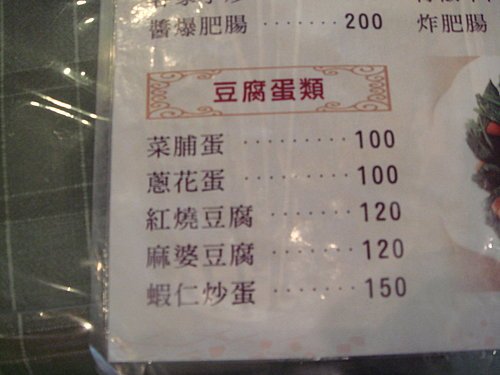 醬爆肥腸 ········ 200 炸肥腸
豆腐蛋類
菜脯蛋 ·········· 100
蔥花蛋 ·········· 100
紅燒豆腐 ········ 120
麻婆豆腐 ········ 120
蝦仁炒蛋 ········ 150